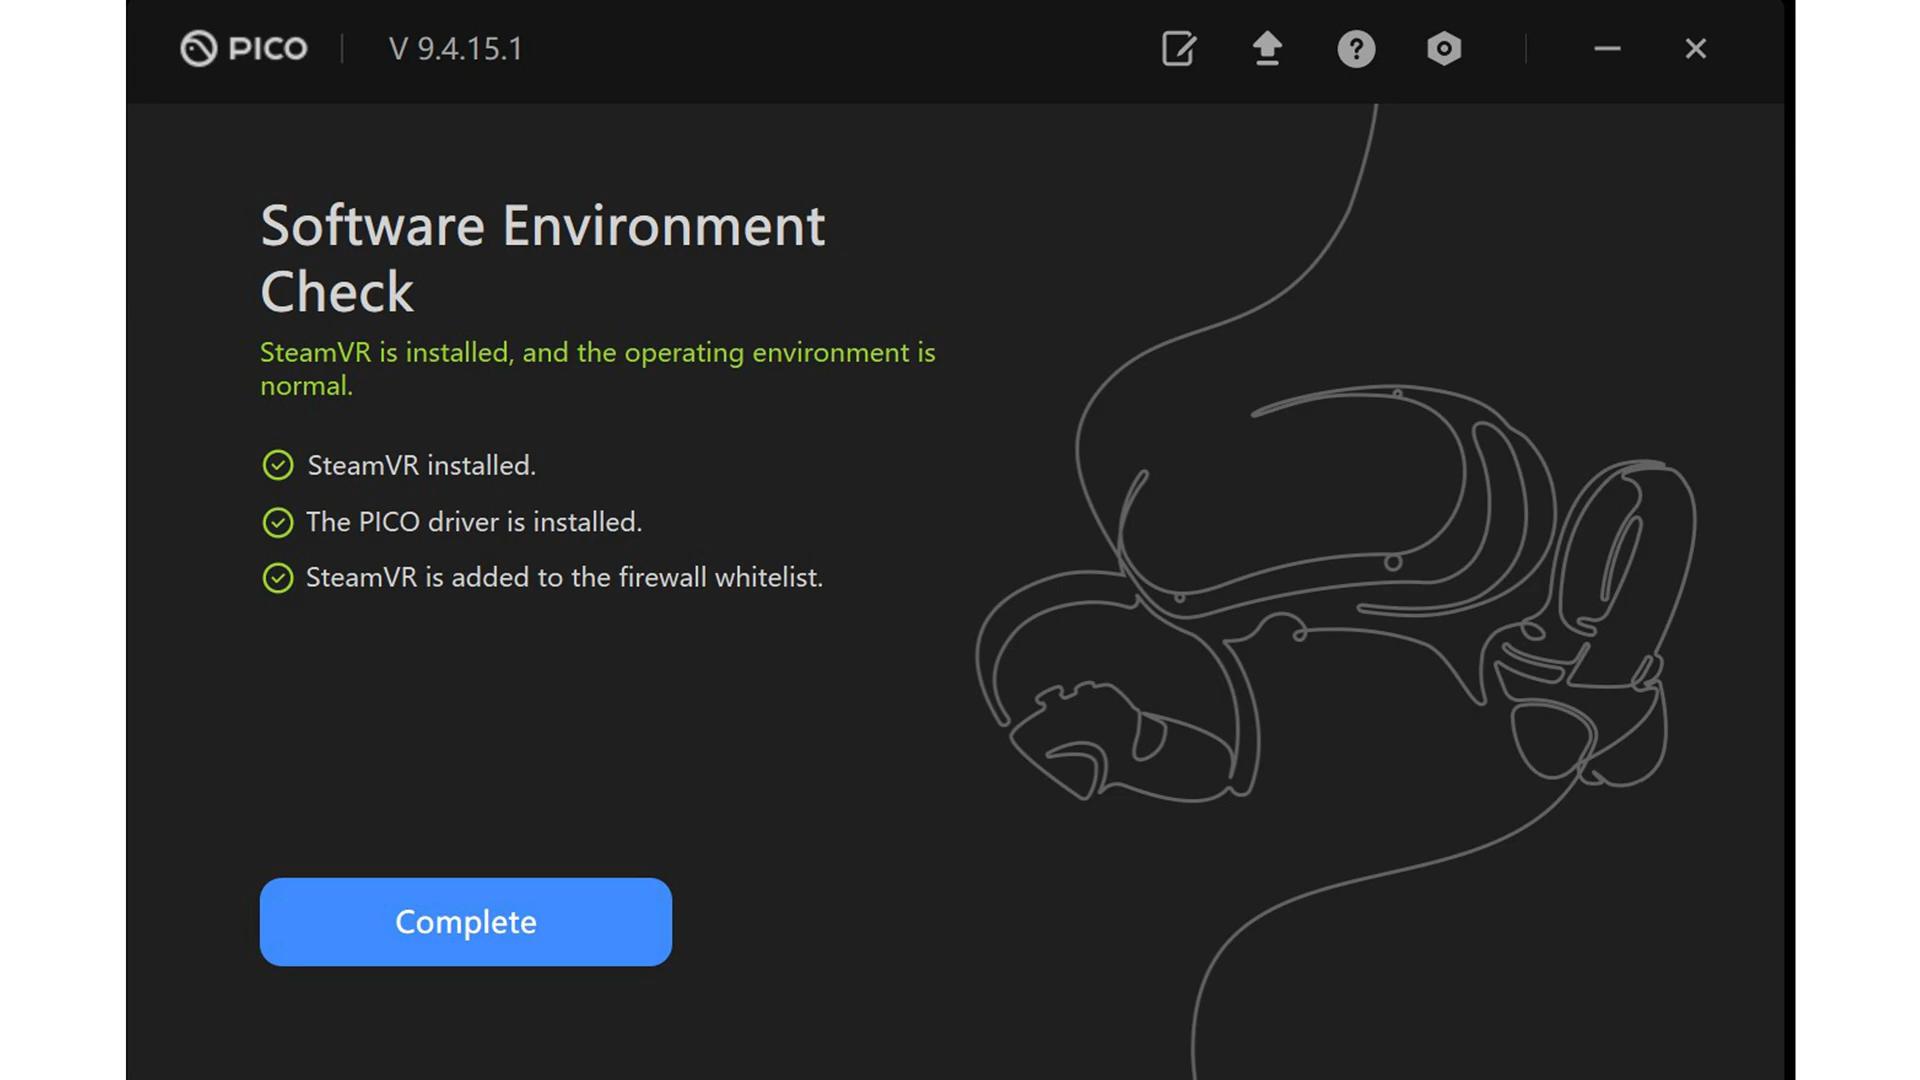 PICO
V 9.4.15.1
Software Environment
Check
SteamVR is installed, and the operating environment is
normal.
SteamVR installed.
The PICO driver is installed.
SteamVR is added to the firewall whitelist.
Complete